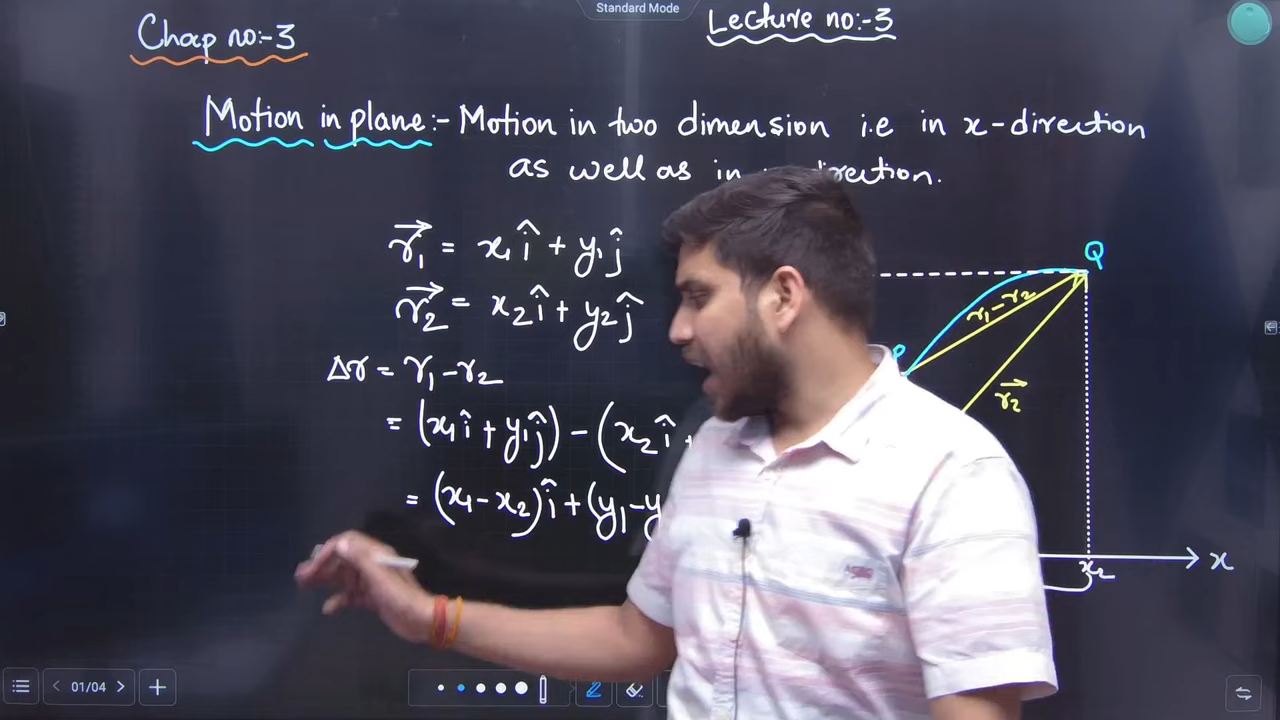 Standard Mode
Chap no:-3
Lecture no:-3
Motion in plane:- Motion in two dimension i.e in x-direction
as well as in direction.
r⃗₁ = x₁î + y₁ĵ
r⃗₂ = x₂î + y₂ĵ
Δr = r₁-r₂
= (x₁î + y₁ĵ) - (x₂î +
= (x₁-x₂)î + (y₁-y
Q
r₁-r₂
P
r⃗₂
x₂
x
01/04